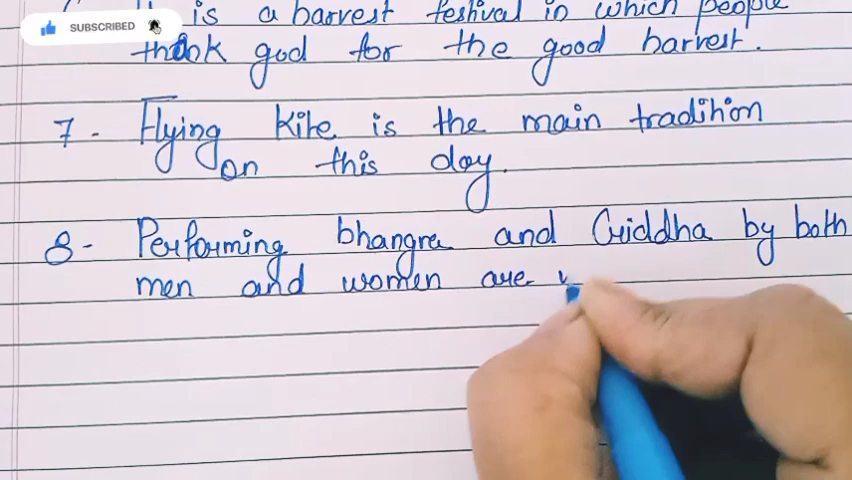 SUBSCRIBED
It is a harvest festival in which people
thank god for the good harvest.
7- Flying Kite is the main tradition
on this day.
8- Performing bhangra and Giddha by both
men and women are